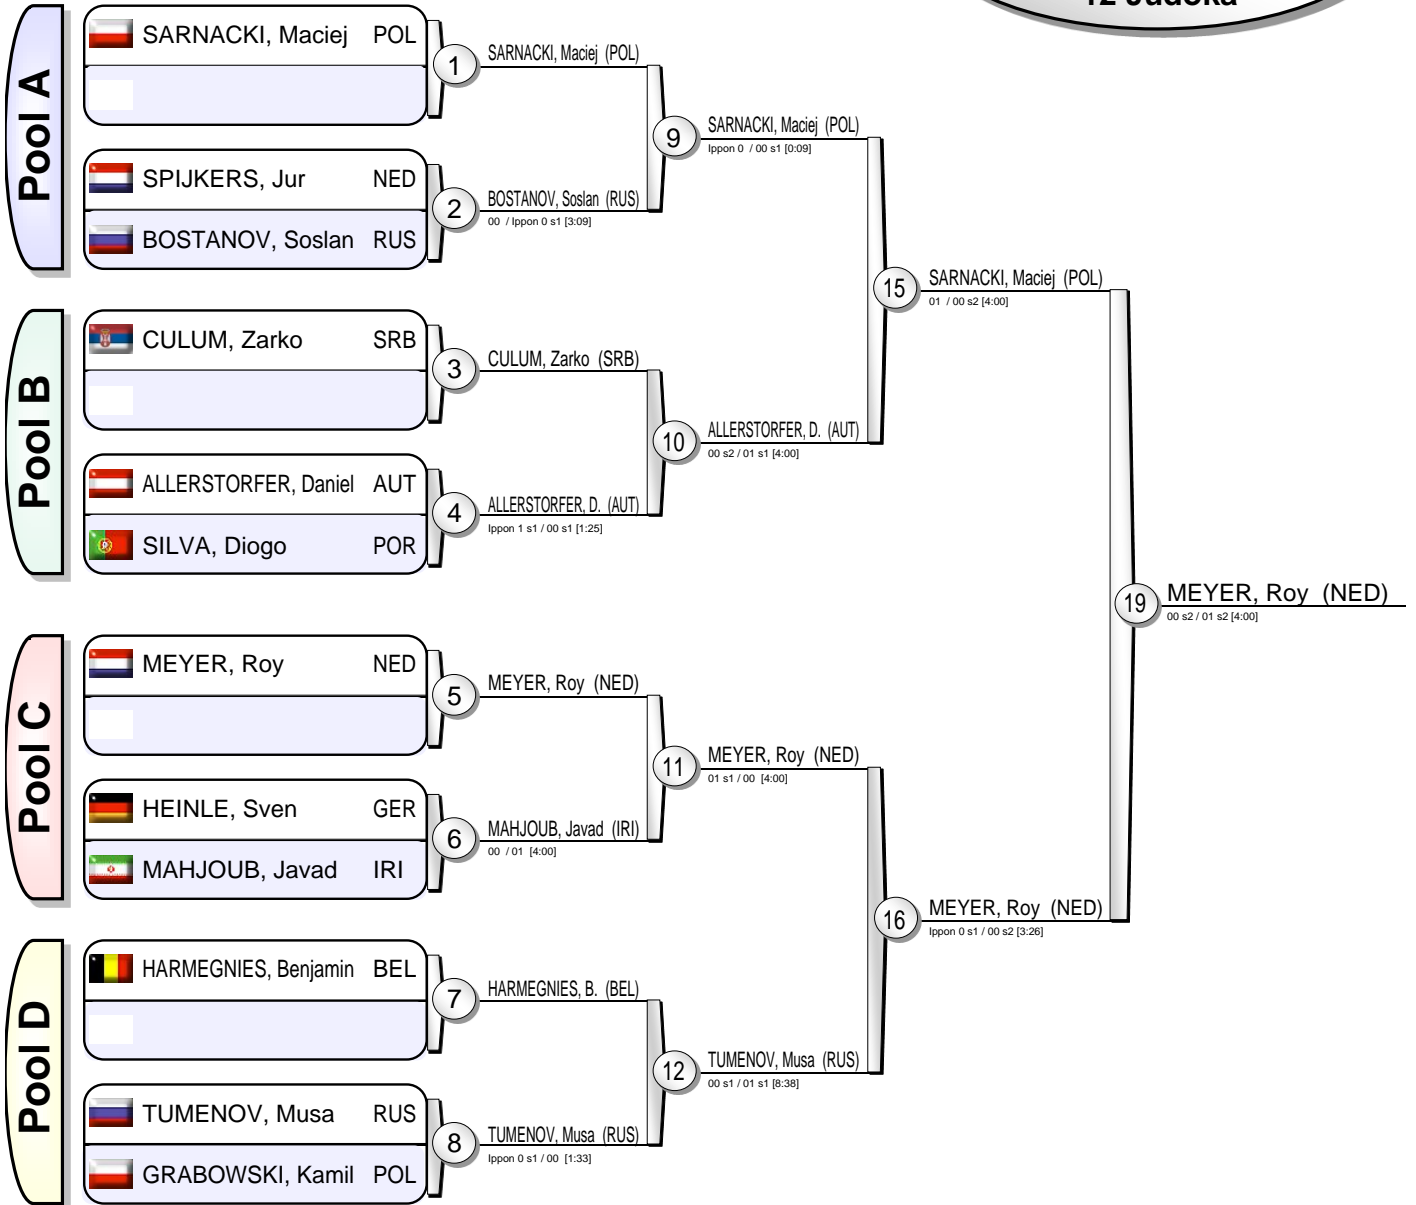 12 Judoka
Pool A
SARNACKI, Maciej POL
SPIJKERS, Jur NED
BOSTANOV, Soslan RUS
1
SARNACKI, Maciej (POL)
2
BOSTANOV, Soslan (RUS)
00 / Ippon 0 s1 [3:09]
9
SARNACKI, Maciej (POL)
Ippon 0 / 00 s1 [0:09]
Pool B
CULUM, Zarko SRB
ALLERSTORFER, Daniel AUT
SILVA, Diogo POR
3
CULUM, Zarko (SRB)
4
ALLERSTORFER, D. (AUT)
Ippon 1 s1 / 00 s1 [1:25]
10
ALLERSTORFER, D. (AUT)
00 s2 / 01 s1 [4:00]
15
SARNACKI, Maciej (POL)
01 / 00 s2 [4:00]
Pool C
MEYER, Roy NED
HEINLE, Sven GER
MAHJOUB, Javad IRI
5
MEYER, Roy (NED)
6
MAHJOUB, Javad (IRI)
00 / 01 [4:00]
11
MEYER, Roy (NED)
01 s1 / 00 [4:00]
Pool D
HARMEGNIES, Benjamin BEL
TUMENOV, Musa RUS
GRABOWSKI, Kamil POL
7
HARMEGNIES, B. (BEL)
8
TUMENOV, Musa (RUS)
Ippon 0 s1 / 00 [1:33]
12
TUMENOV, Musa (RUS)
00 s1 / 01 s1 [8:38]
16
MEYER, Roy (NED)
Ippon 0 s1 / 00 s2 [3:26]
19
MEYER, Roy (NED)
00 s2 / 01 s2 [4:00]